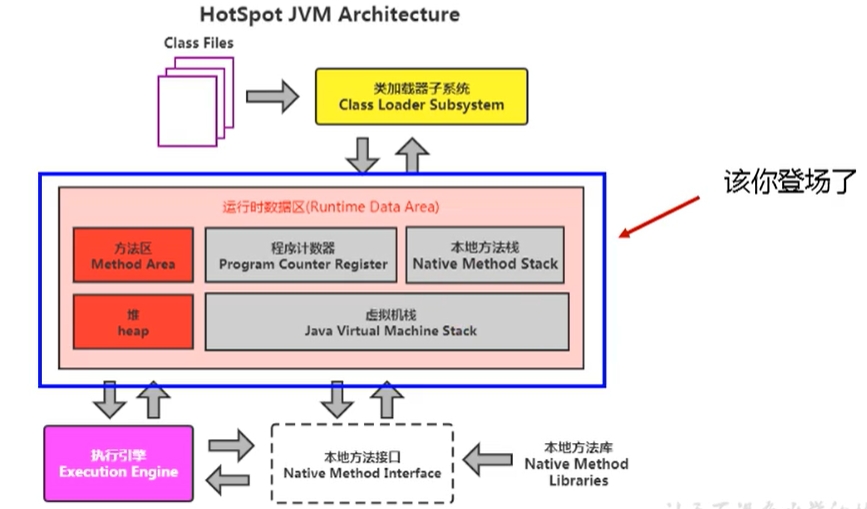 HotSpot JVM Architecture
Class Files
类加载器子系统
Class Loader Subsystem
该你登场了
运行时数据区(Runtime Data Area)
方法区
Method Area
程序计数器
Program Counter Register
本地方法栈
Native Method Stack
堆
heap
虚拟机栈
Java Virtual Machine Stack
执行引擎
Execution Engine
本地方法接口
Native Method Interface
本地方法库
Native Method
Libraries